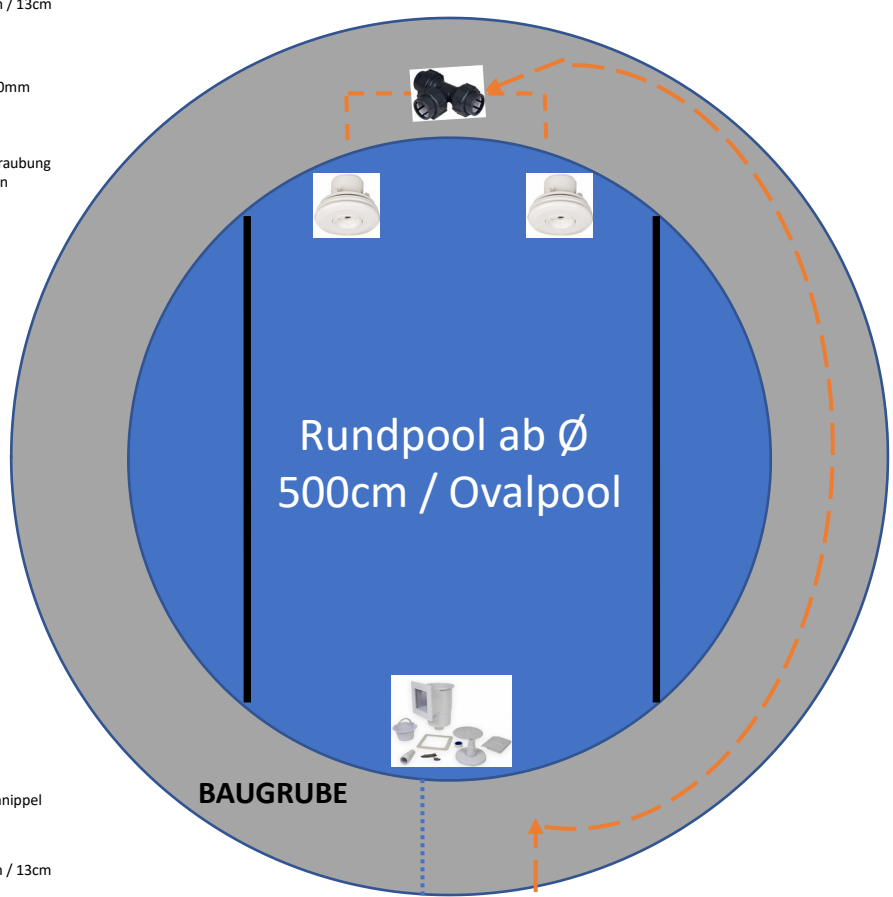 / 13cm
0mm
raubung
n
Rundpool ab Ø
500cm / Ovalpool
BAUGRUBE
nippel
/ 13cm